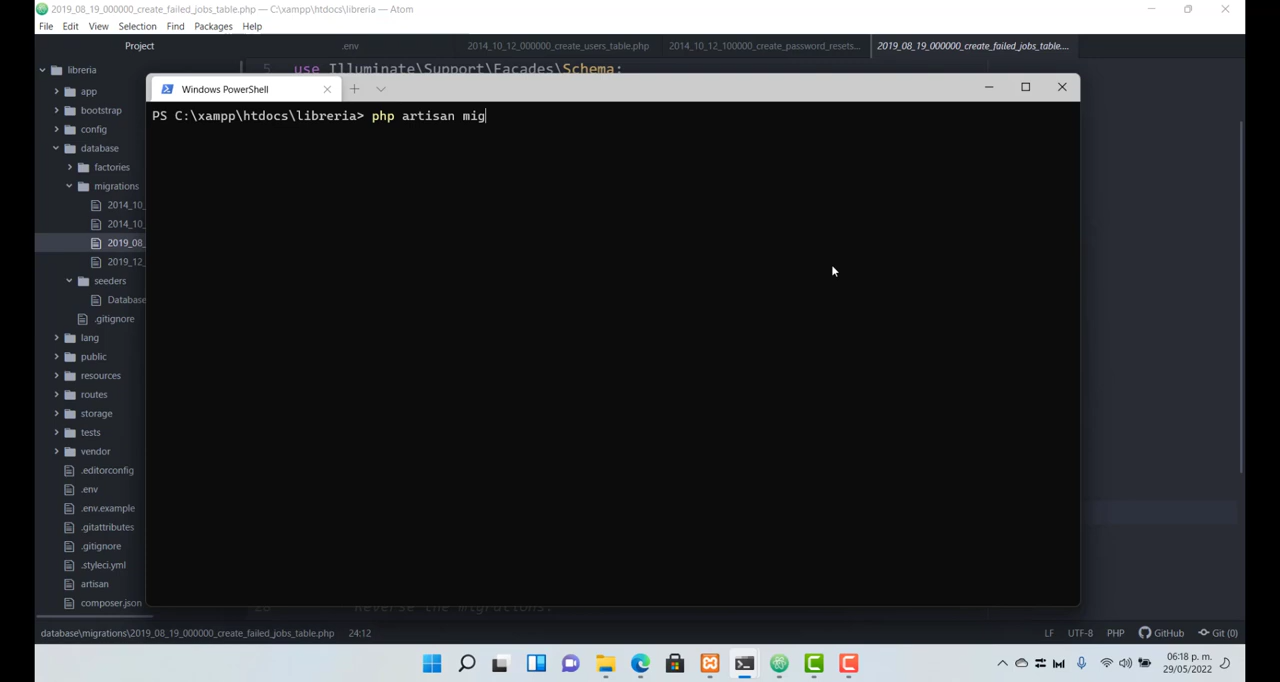 2019_08_19_000000_create_failed_jobs_table.php — C:\xampp\htdocs\libreria — Atom
File Edit View Selection Find Packages Help
Project
.env
2014_10_12_000000_create_users_table.php
2014_10_12_100000_create_password_resets...
2019_08_19_000000_create_failed_jobs_table....
5 use Illuminate\Support\Facades\Schema;
Windows PowerShell
PS C:\xampp\htdocs\libreria> php artisan mig
libreria
app
bootstrap
config
database
factories
migrations
2014_10_
2014_10_
2019_08_
2019_12_
seeders
Database
.gitignore
lang
public
resources
routes
storage
tests
vendor
.editorconfig
.env
.env.example
.gitattributes
.gitignore
.styleci.yml
artisan
composer.json
28 Reverse the migrations.
database\migrations\2019_08_19_000000_create_failed_jobs_table.php 24:12
LF UTF-8 PHP GitHub Git (0)
06:18 p. m.
29/05/2022